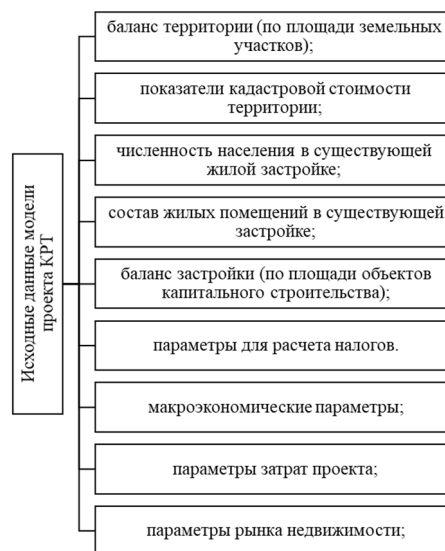 баланс территории (по площади земельных
участков);
показатели кадастровой стоимости
территории;
численность населения в существующей
жилой застройке;
состав жилых помещений в существующей
застройке;
баланс застройки (по площади объектов
капитального строительства);
параметры для расчета налогов.
макроэкономические параметры;
параметры затрат проекта;
параметры рынка недвижимости;
Исходные данные модели
проекта КРТ